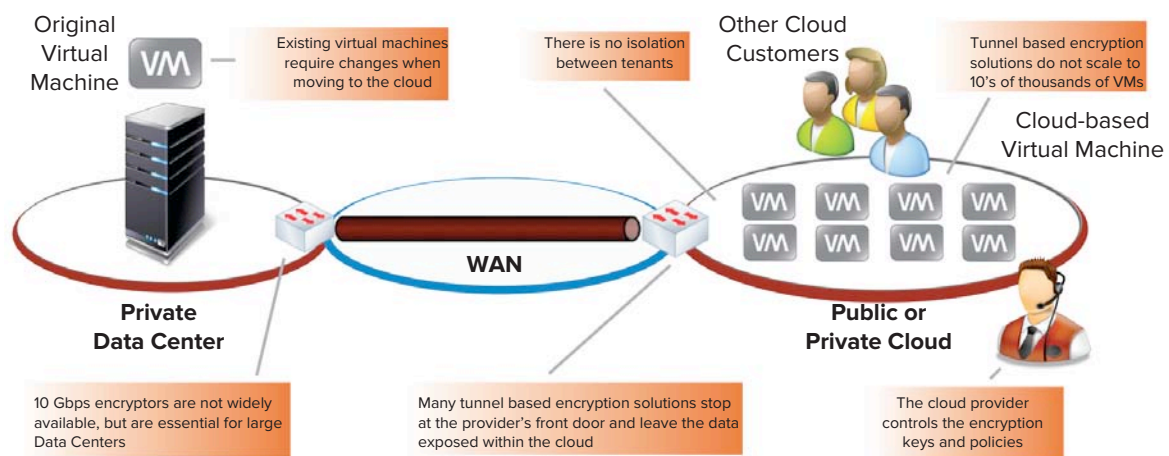 Original
Virtual
Machine
VM
Existing virtual machines
require changes when
moving to the cloud
There is no isolation
between tenants
Other Cloud
Customers
Tunnel based encryption
solutions do not scale to
10's of thousands of VMs
Cloud-based
Virtual Machine
VM VM VM VM
VM VM VM VM
WAN
Private
Data Center
Public or
Private Cloud
10 Gbps encryptors are not widely
available, but are essential for large
Data Centers
Many tunnel based encryption solutions stop
at the provider's front door and leave the data
exposed within the cloud
The cloud provider
controls the encryption
keys and policies